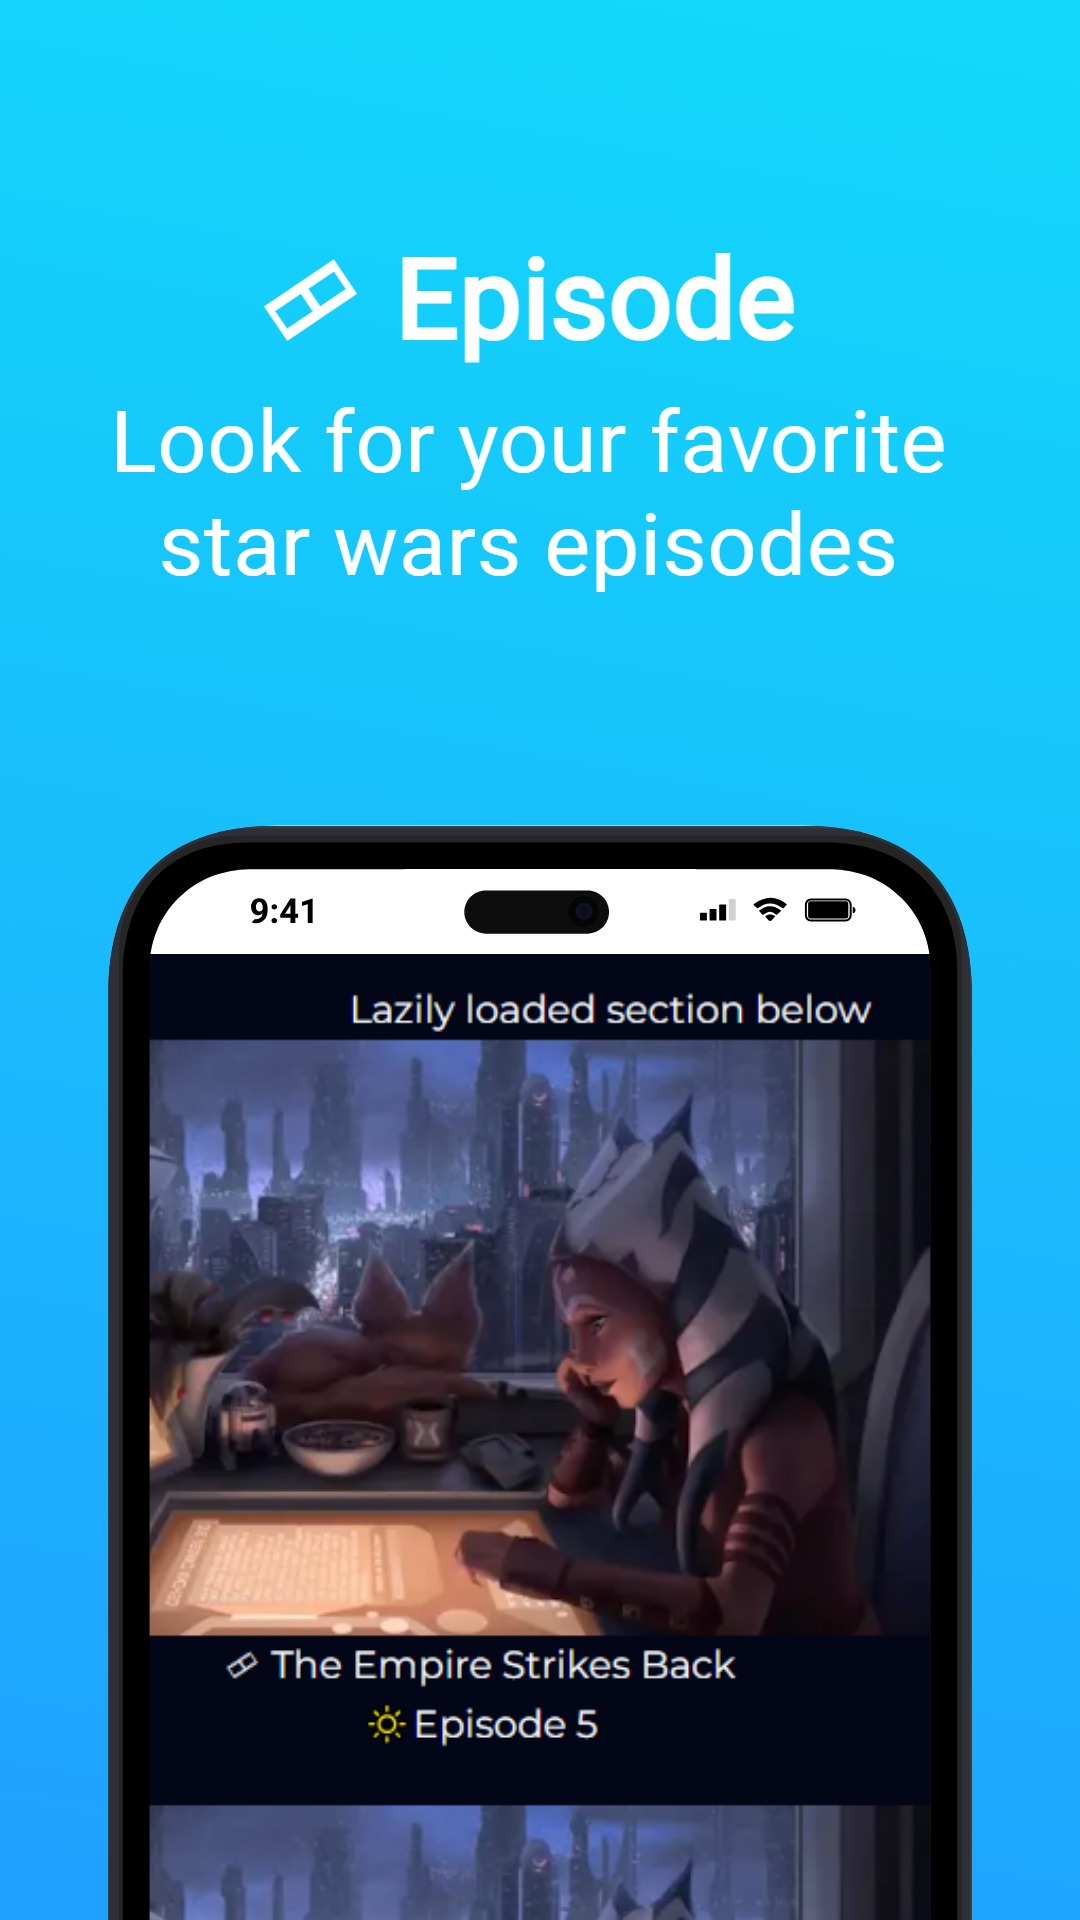 Episode
Look for your favorite
star wars episodes
9:41
Lazily loaded section below
The Empire Strikes Back
Episode 5